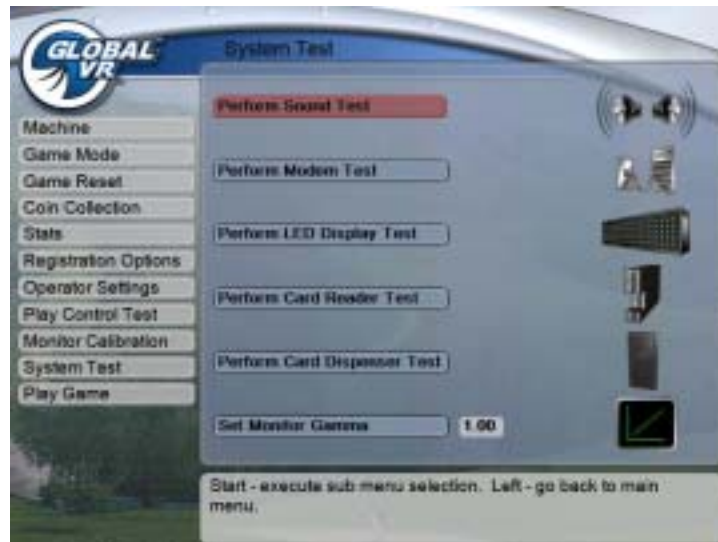 GLOBAL
VR
System Test
Machine
Game Mode
Game Reset
Coin Collection
Stats
Registration Options
Operator Settings
Play Control Test
Monitor Calibration
System Test
Play Game
Perform Sound Test
Perform Modem Test
Perform LED Display Test
Perform Card Reader Test
Perform Card Dispenser Test
Set Monitor Gamma 1.00
Start - execute sub menu selection. Left - go back to main
menu.